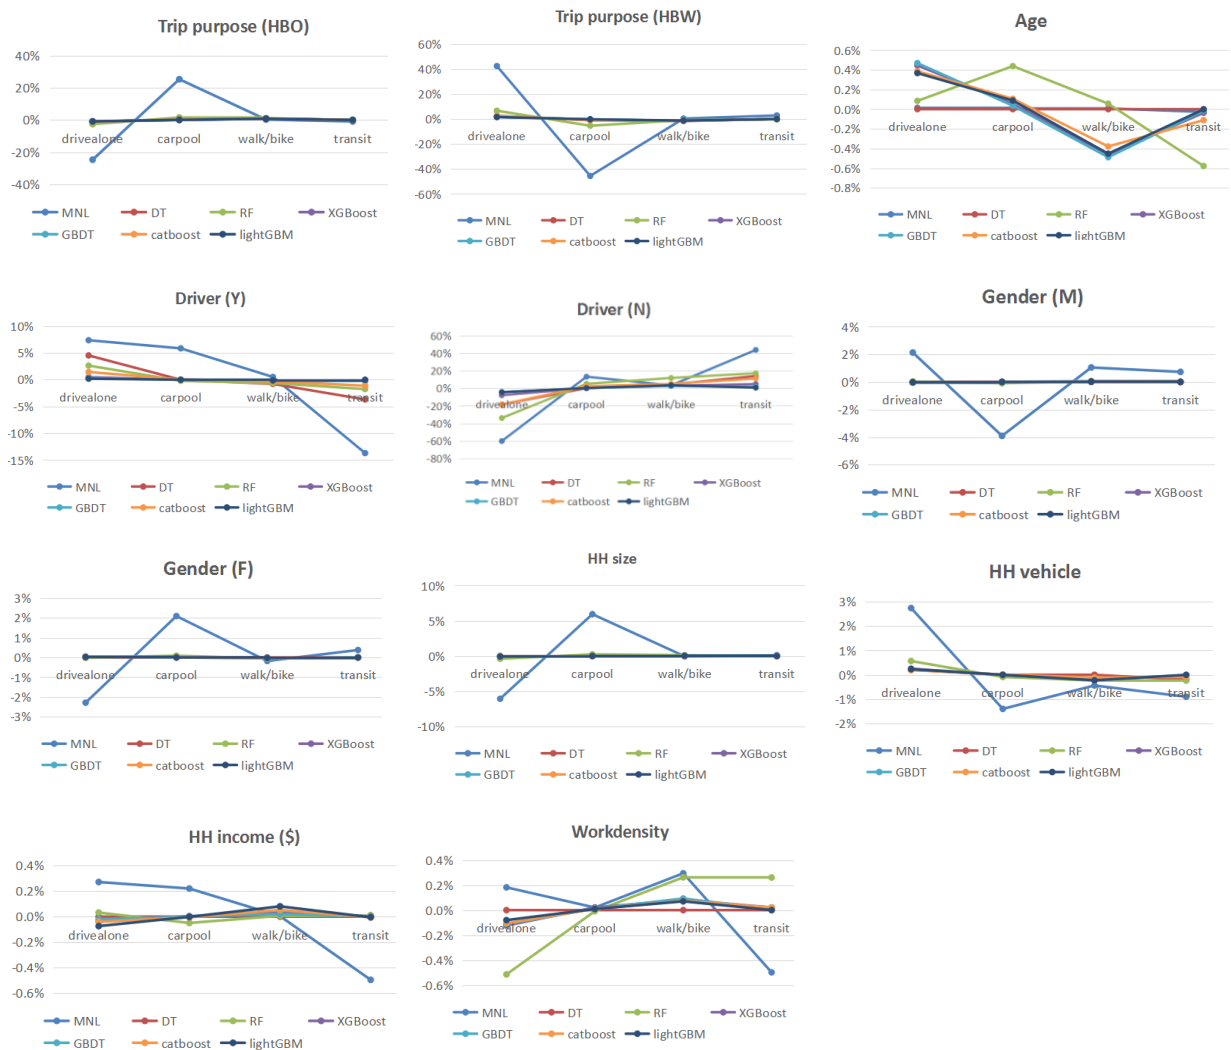 Trip purpose (HBO)
40%
20%
0%
-20%
-40%
drivealone carpool walk/bike transit
MNL DT RF XGBoost
GBDT catboost lightGBM
Trip purpose (HBW)
60%
40%
20%
0%
-20%
-40%
-60%
drivealone carpool walk/bike transit
MNL DT RF XGBoost
GBDT catboost lightGBM
Age
0.6%
0.4%
0.2%
0.0%
-0.2%
-0.4%
-0.6%
-0.8%
drivealone carpool walk/bike transit
MNL DT RF XGBoost
GBDT catboost lightGBM
Driver (Y)
10%
5%
0%
-5%
-10%
-15%
drivealone carpool walk/bike transit
MNL DT RF XGBoost
GBDT catboost lightGBM
Driver (N)
60%
40%
20%
0%
-20%
-40%
-60%
-80%
drivealone carpool walk/bike transit
MNL DT RF XGBoost
GBDT catboost lightGBM
Gender (M)
4%
2%
0%
-2%
-4%
-6%
drivealone carpool walk/bike transit
MNL DT RF XGBoost
GBDT catboost lightGBM
Gender (F)
3%
2%
1%
0%
-1%
-2%
-3%
drivealone carpool walk/bike transit
MNL DT RF XGBoost
GBDT catboost lightGBM
HH size
10%
5%
0%
-5%
-10%
drivealone carpool walk/bike transit
MNL DT RF XGBoost
GBDT catboost lightGBM
HH vehicle
3%
2%
1%
0%
-1%
-2%
drivealone carpool walk/bike transit
MNL DT RF XGBoost
GBDT catboost lightGBM
HH income ($)
0.4%
0.2%
0.0%
-0.2%
-0.4%
-0.6%
drivealone carpool walk/bike transit
MNL DT RF XGBoost
GBDT catboost lightGBM
Workdensity
0.4%
0.2%
0.0%
-0.2%
-0.4%
-0.6%
drivealone carpool walk/bike transit
MNL DT RF XGBoost
GBDT catboost lightGBM